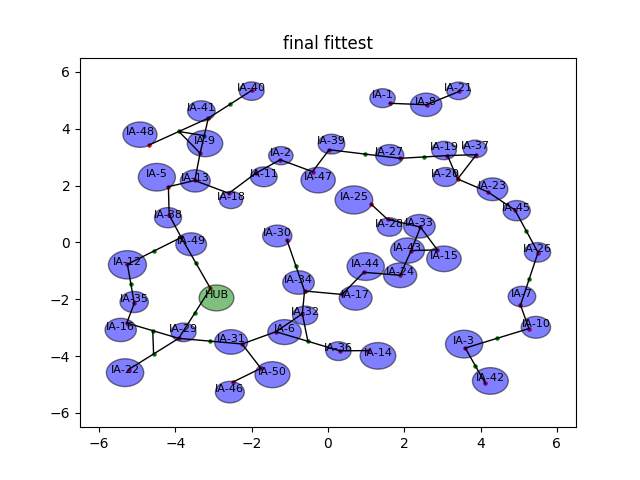 final fittest
6
4
2
0
−2
−4
−6
−6
−4
−2
0
2
4
6
IA-40
IA-1
IA-8
IA-21
IA-41
IA-48
IA-9
IA-39
IA-2
IA-27
IA-19
IA-37
IA-5
IA-13
IA-11
IA-47
IA-20
IA-18
IA-25
IA-23
IA-38
IA-45
IA-30
IA-28
IA-33
IA-49
IA-43
IA-26
IA-12
IA-44
IA-24
IA-15
IA-34
HUB
IA-17
IA-7
IA-35
IA-32
IA-16
IA-29
IA-6
IA-10
IA-31
IA-36
IA-14
IA-3
IA-22
IA-50
IA-46
IA-42